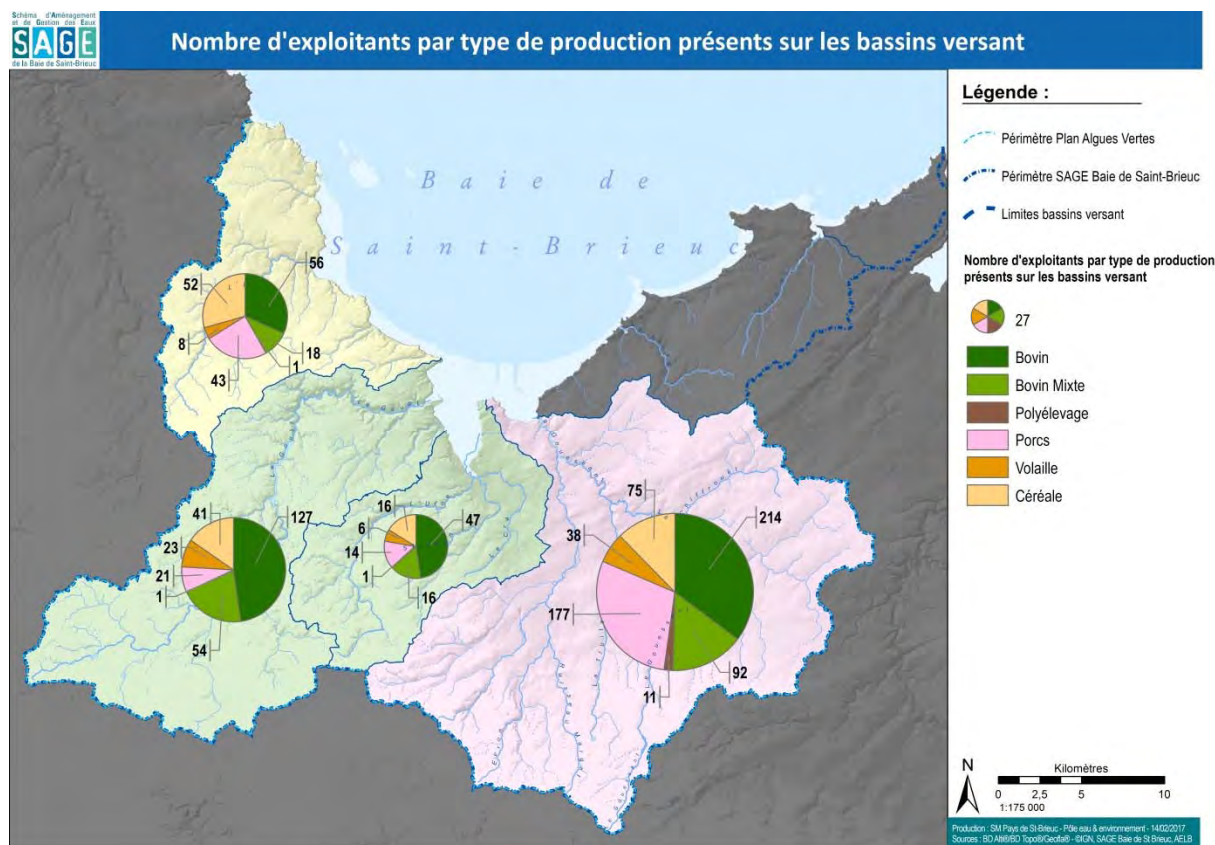 Schéma d'Aménagement
et de Gestion des Eaux
SAGE
de la Baie de Saint-Brieuc
Nombre d'exploitants par type de production présents sur les bassins versant
Baie de
Saint-Brieuc
52
56
8
43
1
18
41
127
23
21
1
54
16
47
6
14
1
16
75
214
38
177
11
92
Légende :
Périmètre Plan Algues Vertes
Périmètre SAGE Baie de Saint-Brieuc
Limites bassins versant
Nombre d'exploitants par type de production
présents sur les bassins versant
27
Bovin
Bovin Mixte
Polyélevage
Porcs
Volaille
Céréale
N
Kilomètres
0 2,5 5 10
1:175 000
Production : SM Pays de St-Brieuc - Pôle eau & environnement - 14/02/2017
Sources : BD Alti®/BD Topo®/Geofla® - ©IGN, SAGE Baie de St Brieuc, AELB